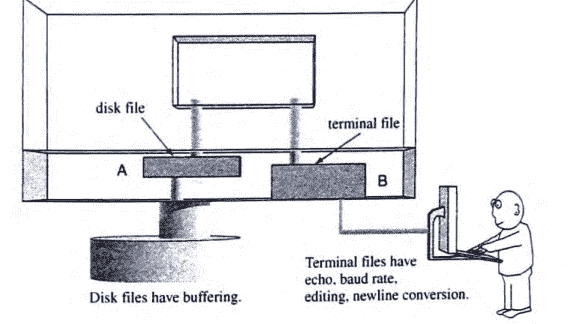 disk file
terminal file
A
B
Terminal files have
echo, baud rate,
editing, newline conversion.
Disk files have buffering.